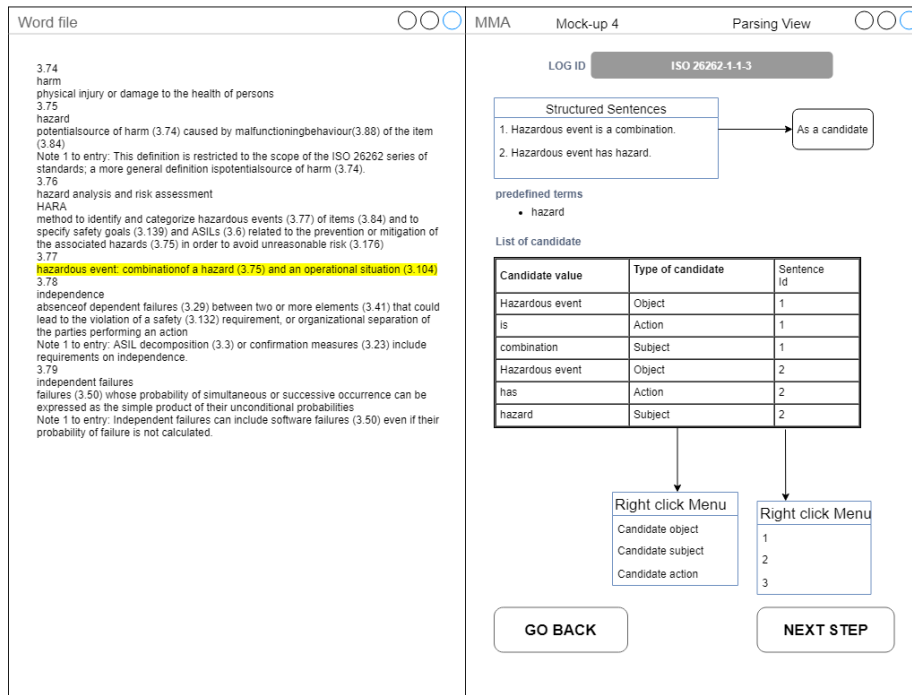 Word file
3.74
harm
physical injury or damage to the health of persons
3.75
hazard
potentialsource of harm (3.74) caused by malfunctioningbehaviour(3.88) of the item
(3.84)
Note 1 to entry: This definition is restricted to the scope of the ISO 26262 series of
standards; a more general definition ispotentialsource of harm (3.74).
3.76
hazard analysis and risk assessment
HARA
method to identify and categorize hazardous events (3.77) of items (3.84) and to
specify safety goals (3.139) and ASILs (3.6) related to the prevention or mitigation of
the associated hazards (3.75) in order to avoid unreasonable risk (3.176)
3.77
hazardous event: combinationof a hazard (3.75) and an operational situation (3.104)
3.78
independence
absenceof dependent failures (3.29) between two or more elements (3.41) that could
lead to the violation of a safety (3.132) requirement, or organizational separation of
the parties performing an action
Note 1 to entry: ASIL decomposition (3.3) or confirmation measures (3.23) include
requirements on independence.
3.79
independent failures
failures (3.50) whose probability of simultaneous or successive occurrence can be
expressed as the simple product of their unconditional probabilities
Note 1 to entry: Independent failures can include software failures (3.50) even if their
probability of failure is not calculated.
MMA Mock-up 4 Parsing View
LOG ID ISO 26262-1-1-3
Structured Sentences
1. Hazardous event is a combination.
2. Hazardous event has hazard.
As a candidate
predefined terms
• hazard
List of candidate
Candidate value Type of candidate Sentence
Id
Hazardous event Object 1
is Action 1
combination Subject 1
Hazardous event Object 2
has Action 2
hazard Subject 2
Right click Menu
Candidate object
Candidate subject
Candidate action
Right click Menu
1
2
3
GO BACK
NEXT STEP